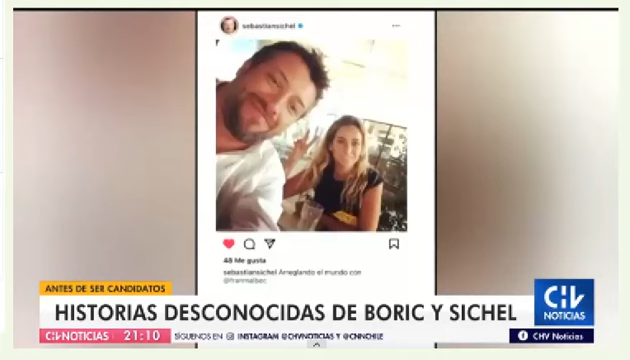 sebastiansichel
48 Me gusta
sebastiansichel Arreglando el mundo con
@franmalbec
ANTES DE SER CANDIDATOS
HISTORIAS DESCONOCIDAS DE BORIC Y SICHEL
CHV NOTICIAS 21:10 SÍGUENOS EN INSTAGRAM @CHVNOTICIAS Y @CNNCHILE
CHV
NOTICIAS
CHV Noticias